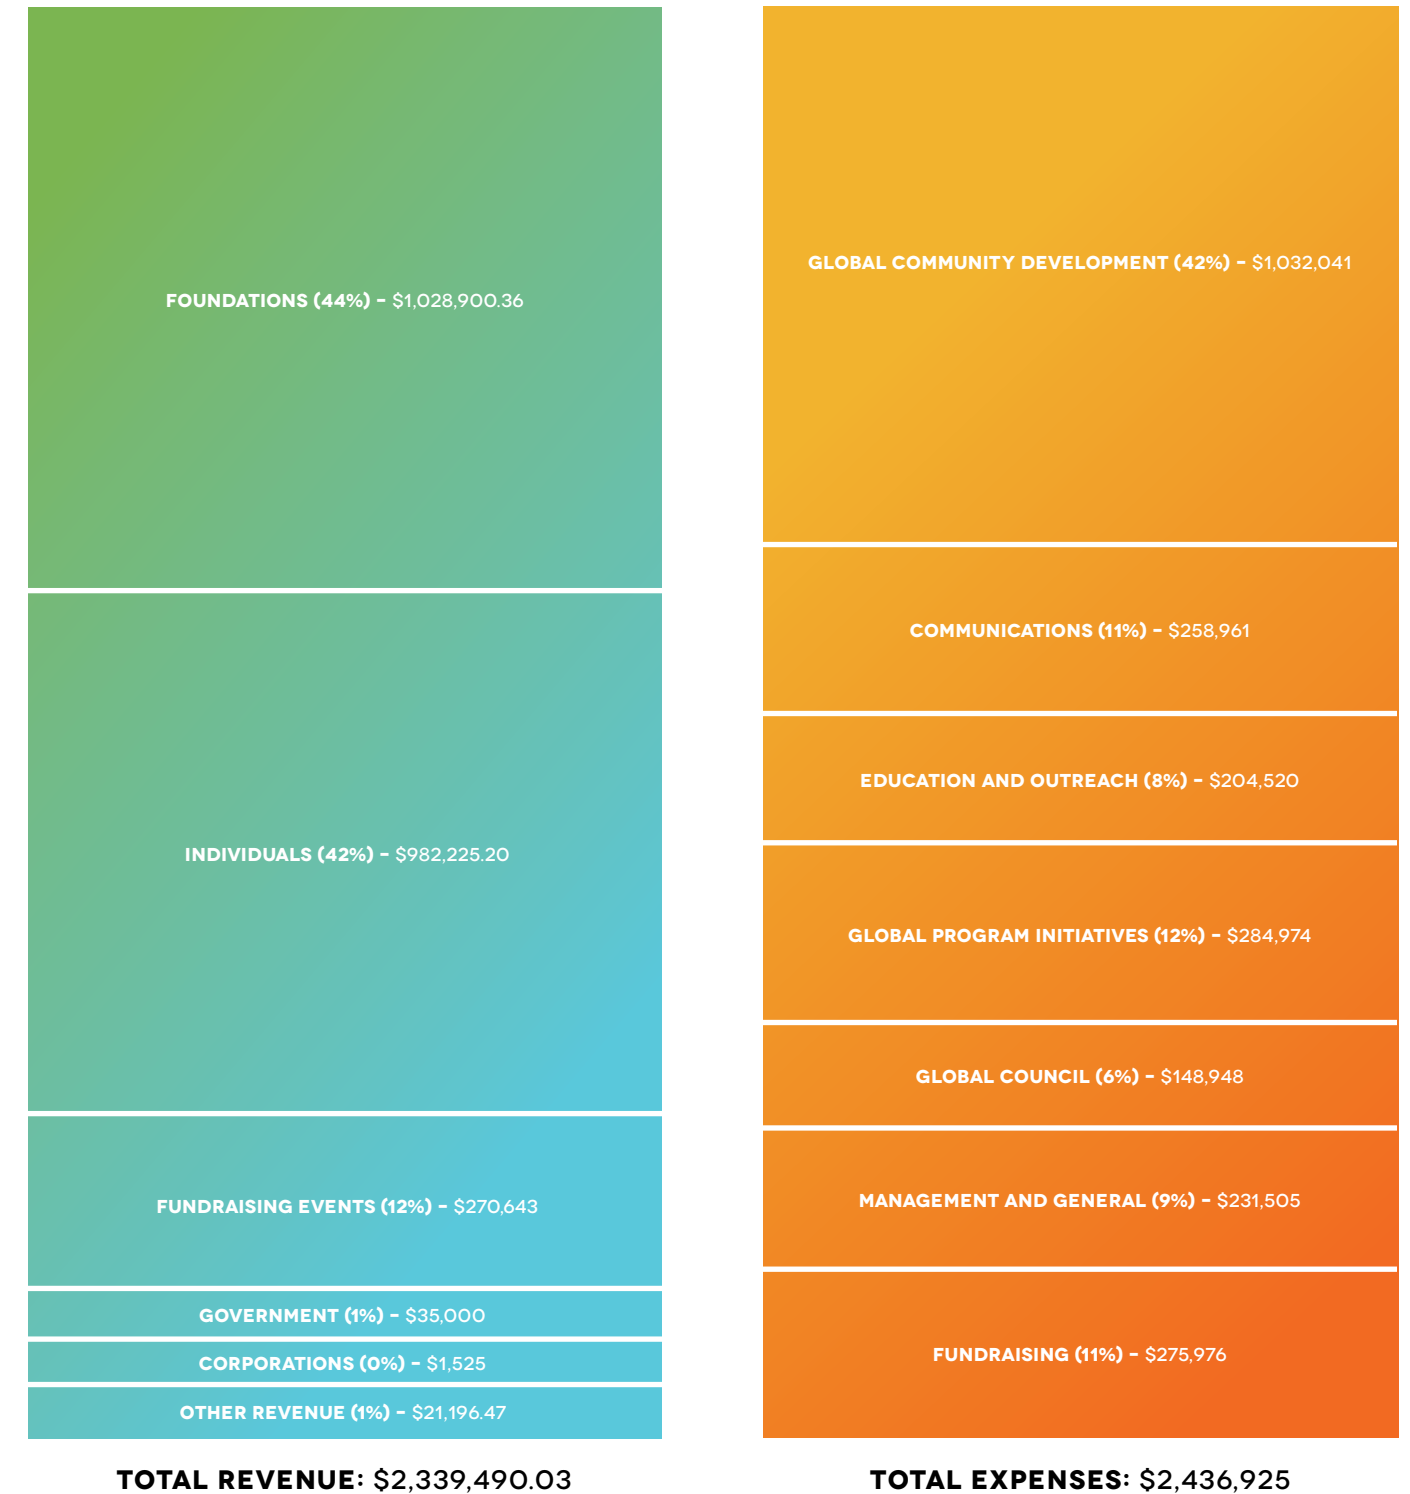 FOUNDATIONS (44%) – $1,028,900.36
INDIVIDUALS (42%) – $982,225.20
FUNDRAISING EVENTS (12%) – $270,643
GOVERNMENT (1%) – $35,000
CORPORATIONS (0%) – $1,525
OTHER REVENUE (1%) – $21,196.47
TOTAL REVENUE: $2,339,490.03
GLOBAL COMMUNITY DEVELOPMENT (42%) – $1,032,041
COMMUNICATIONS (11%) – $258,961
EDUCATION AND OUTREACH (8%) – $204,520
GLOBAL PROGRAM INITIATIVES (12%) – $284,974
GLOBAL COUNCIL (6%) – $148,948
MANAGEMENT AND GENERAL (9%) – $231,505
FUNDRAISING (11%) – $275,976
TOTAL EXPENSES: $2,436,925